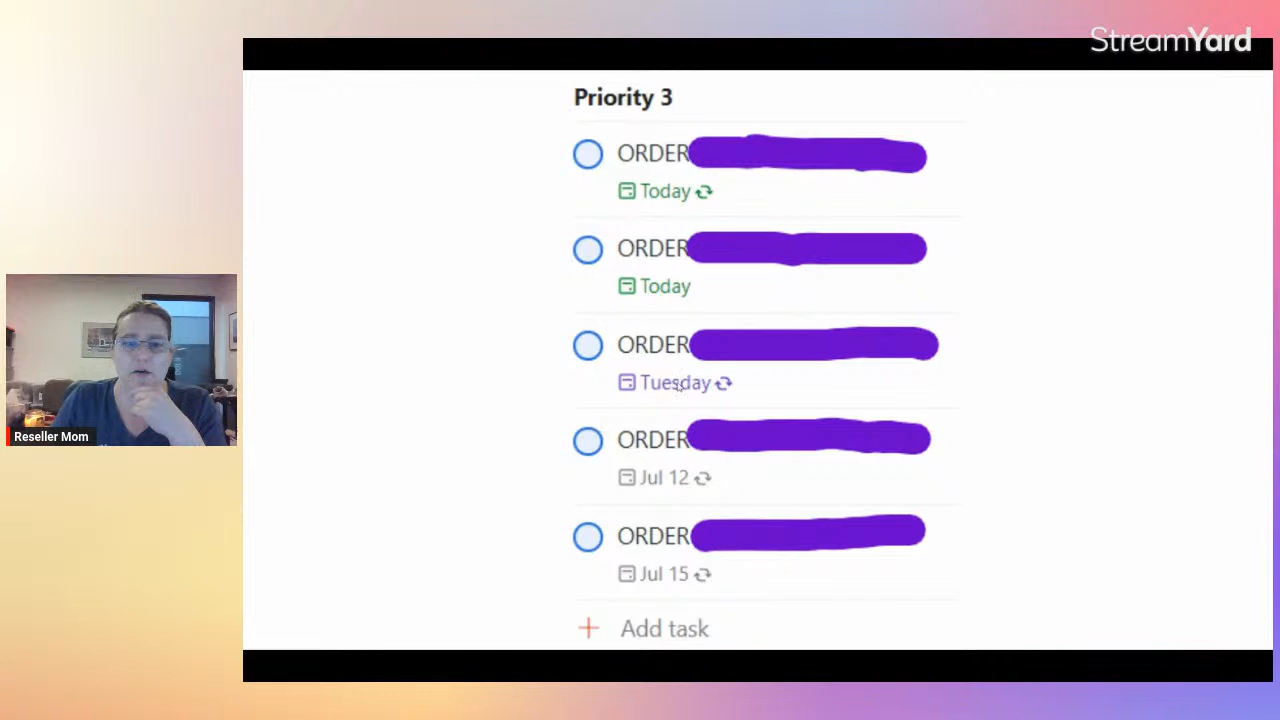 StreamYard
Priority 3
ORDER
Today
ORDER
Today
ORDER
Tuesday
ORDER
Jul 12
ORDER
Jul 15
+ Add task
Reseller Mom